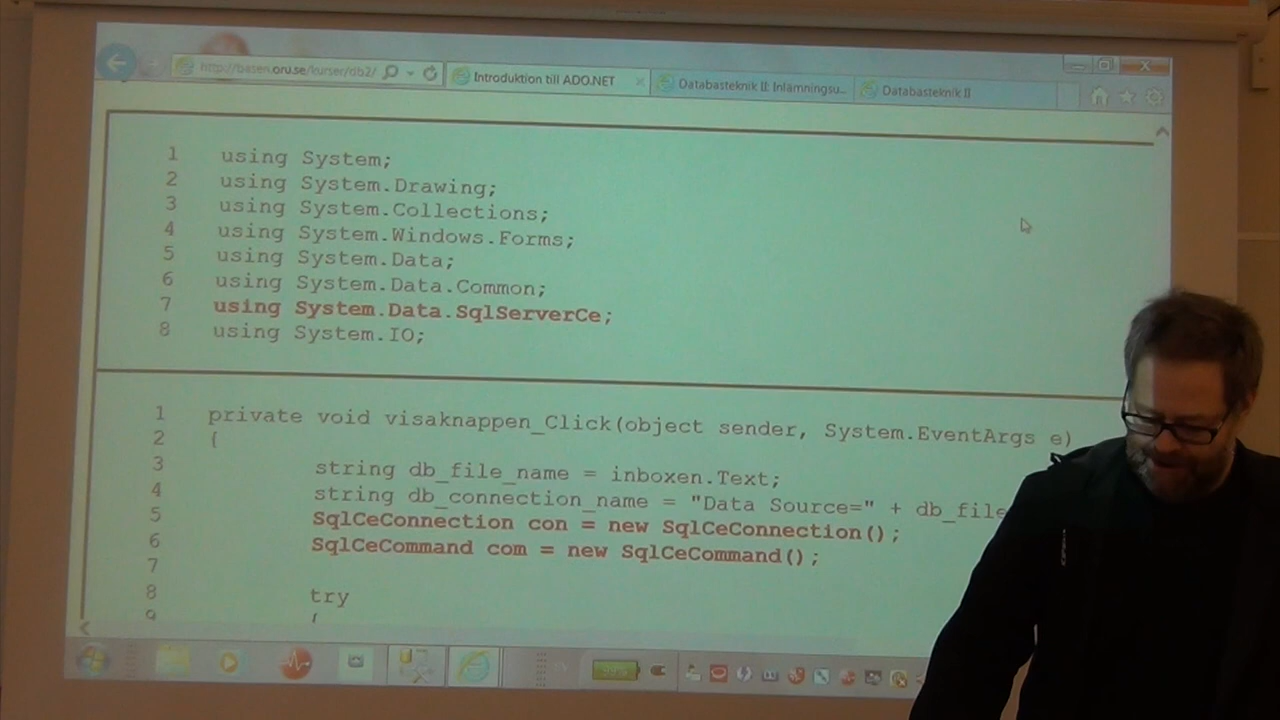 http://basen.oru.se/kurser/db2/
Introduktion till ADO.NET
Databasteknik II: Inlämningsu...
Databasteknik II
1 using System;
2 using System.Drawing;
3 using System.Collections;
4 using System.Windows.Forms;
5 using System.Data;
6 using System.Data.Common;
7 using System.Data.SqlServerCe;
8 using System.IO;
1 private void visaknappen_Click(object sender, System.EventArgs e)
2 {
3 string db_file_name = inboxen.Text;
4 string db_connection_name = "Data Source=" + db_file
5 SqlCeConnection con = new SqlCeConnection();
6 SqlCeCommand com = new SqlCeCommand();
7
8 try
9 {